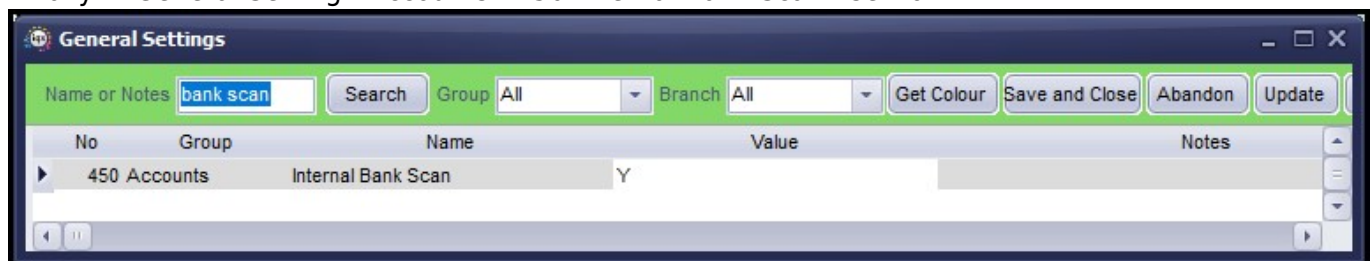 General Settings
Name or Notes bank scan Search Group All Branch All Get Colour Save and Close Abandon Update
No Group Name Value Notes
450 Accounts Internal Bank Scan Y